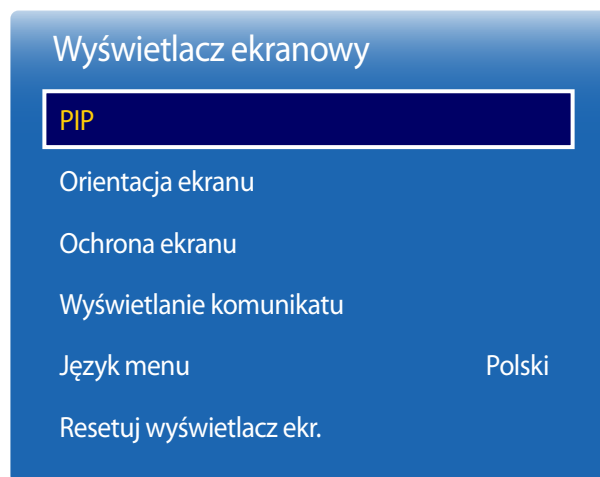 Wyświetlacz ekranowy
PIP
Orientacja ekranu
Ochrona ekranu
Wyświetlanie komunikatu
Język menu Polski
Resetuj wyświetlacz ekr.